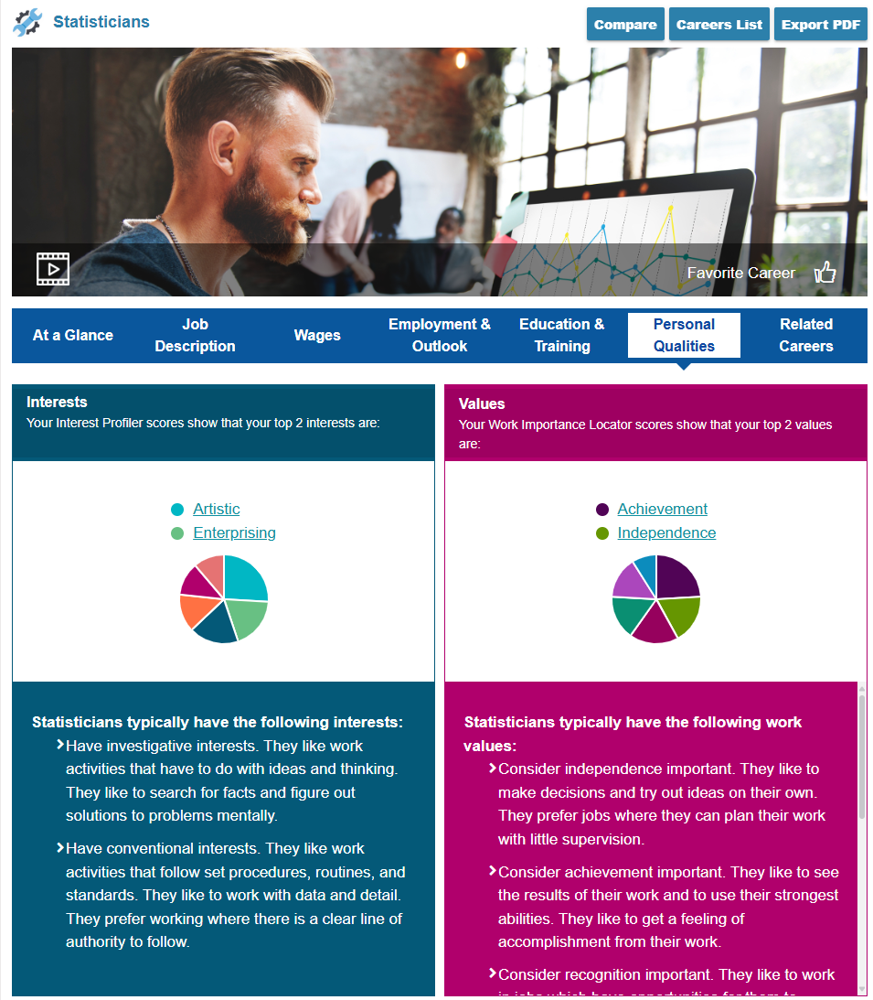 Statisticians
Compare
Careers List
Export PDF
Favorite Career
At a Glance
Job
Description
Wages
Employment &
Outlook
Education &
Training
Personal
Qualities
Related
Careers
Interests
Your Interest Profiler scores show that your top 2 interests are:
Artistic
Enterprising
Statisticians typically have the following interests:
Have investigative interests. They like work
activities that have to do with ideas and thinking.
They like to search for facts and figure out
solutions to problems mentally.
Have conventional interests. They like work
activities that follow set procedures, routines, and
standards. They like to work with data and detail.
They prefer working where there is a clear line of
authority to follow.
Values
Your Work Importance Locator scores show that your top 2 values
are:
Achievement
Independence
Statisticians typically have the following work
values:
Consider independence important. They like to
make decisions and try out ideas on their own.
They prefer jobs where they can plan their work
with little supervision.
Consider achievement important. They like to see
the results of their work and to use their strongest
abilities. They like to get a feeling of
accomplishment from their work.
Consider recognition important. They like to work
in jobs which have opportunities for them to